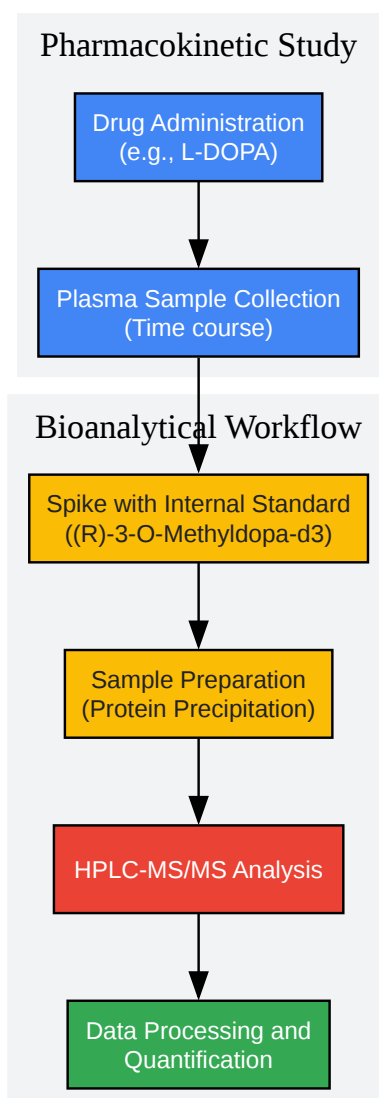 Pharmacokinetic Study
Drug Administration
(e.g., L-DOPA)
Plasma Sample Collection
(Time course)
Bioanalytical Workflow
Spike with Internal Standard
((R)-3-O-Methyldopa-d3)
Sample Preparation
(Protein Precipitation)
HPLC-MS/MS Analysis
Data Processing and
Quantification